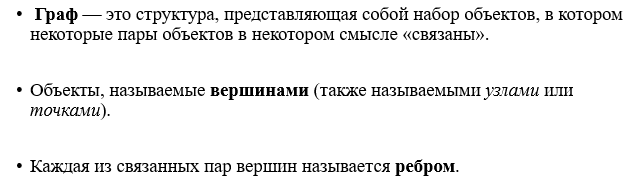 • Граф — это структура, представляющая собой набор объектов, в котором
некоторые пары объектов в некотором смысле «связаны».
• Объекты, называемые вершинами (также называемыми узлами или
точками).
• Каждая из связанных пар вершин называется ребром.